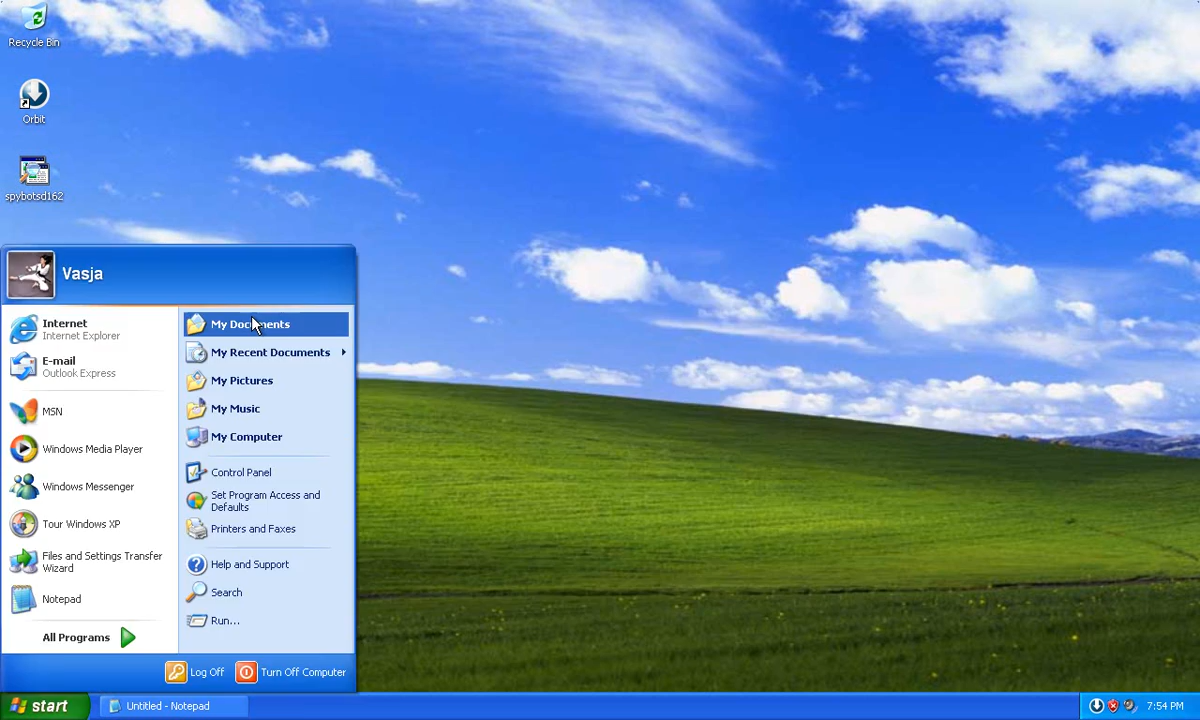 Recycle Bin
Orbit
spybotsd162
Vasja
Internet
Internet Explorer
E-mail
Outlook Express
MSN
Windows Media Player
Windows Messenger
Tour Windows XP
Files and Settings Transfer
Wizard
Notepad
All Programs
My Documents
My Recent Documents
My Pictures
My Music
My Computer
Control Panel
Set Program Access and
Defaults
Printers and Faxes
Help and Support
Search
Run...
Log Off
Turn Off Computer
start
Untitled - Notepad
7:54 PM